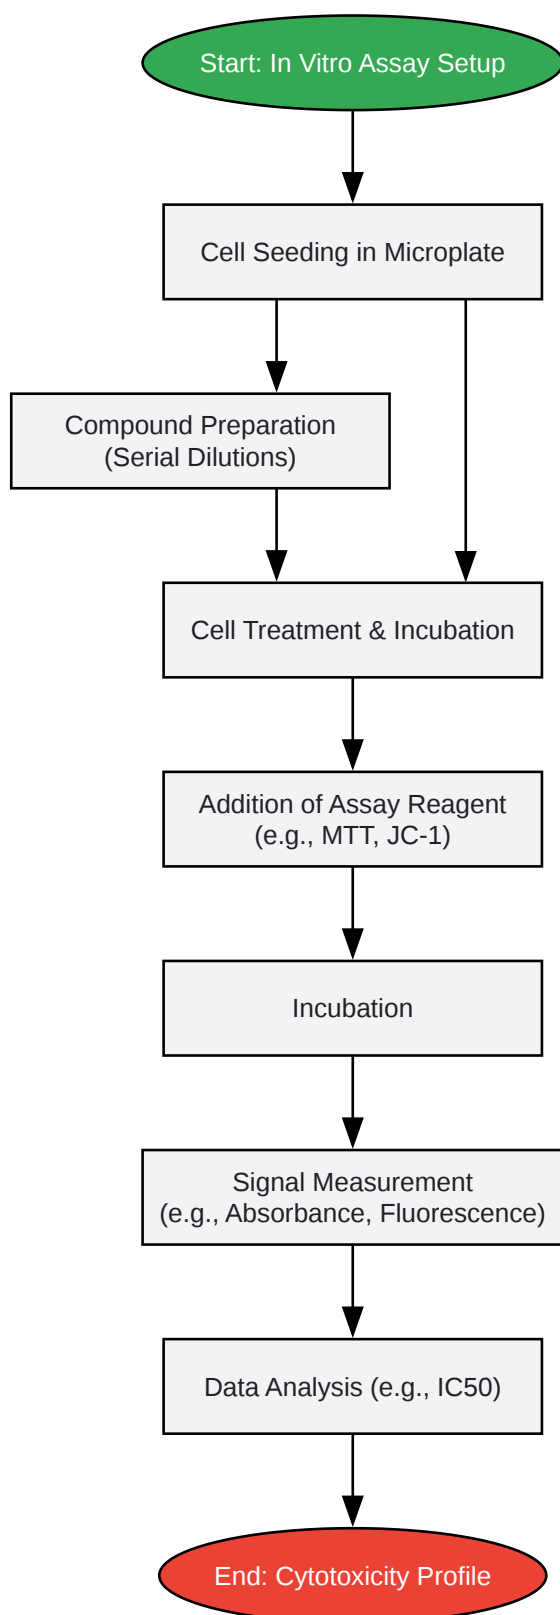 Start: In Vitro Assay Setup
Cell Seeding in Microplate
Compound Preparation
(Serial Dilutions)
Cell Treatment & Incubation
Addition of Assay Reagent
(e.g., MTT, JC-1)
Incubation
Signal Measurement
(e.g., Absorbance, Fluorescence)
Data Analysis (e.g., IC50)
End: Cytotoxicity Profile